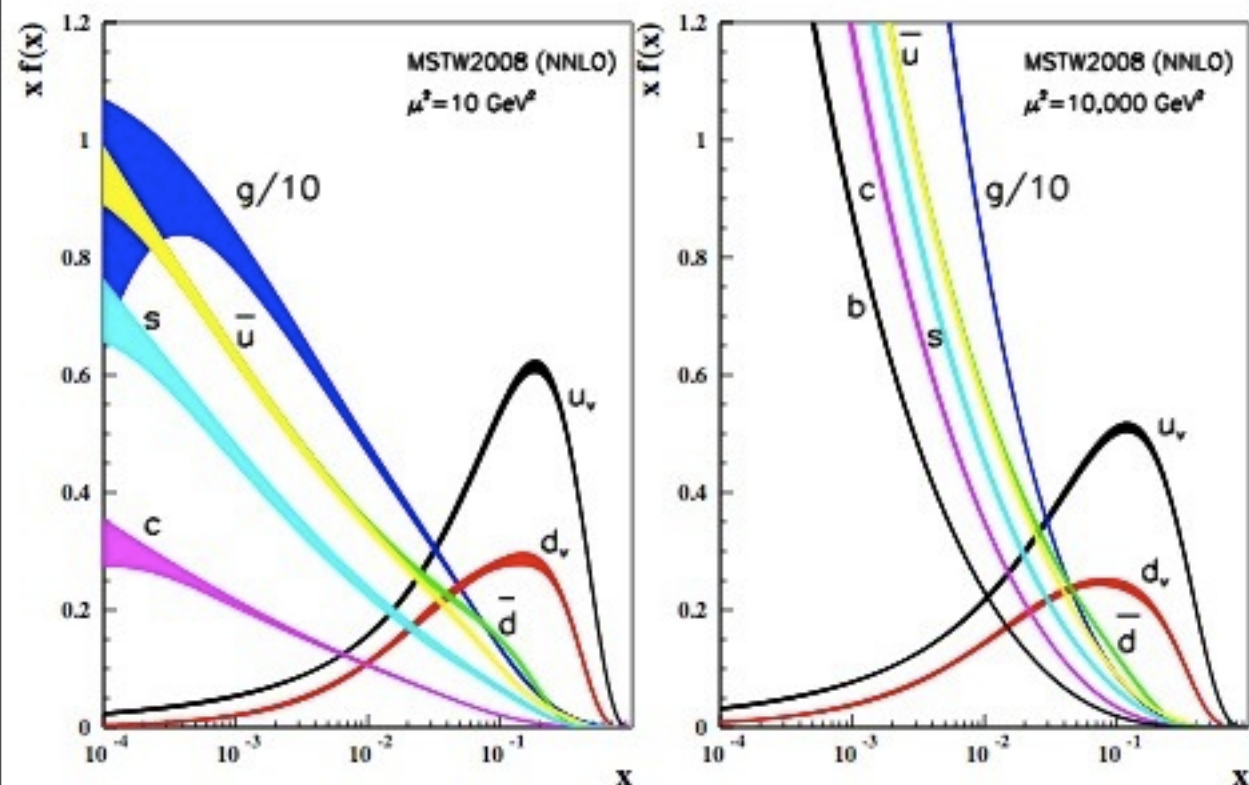 x f(x)
1.2
1
0.8
0.6
0.4
0.2
0
MSTW2008 (NNLO)
μ²=10 GeV²
g/10
s
u̅
c
u_v
d_v
d̅
10⁻⁴
10⁻³
10⁻²
10⁻¹
x
x f(x)
1.2
1
0.8
0.6
0.4
0.2
0
u̅
MSTW2008 (NNLO)
μ²=10,000 GeV²
c
g/10
b
s
u_v
d_v
d̅
10⁻⁴
10⁻³
10⁻²
10⁻¹
x